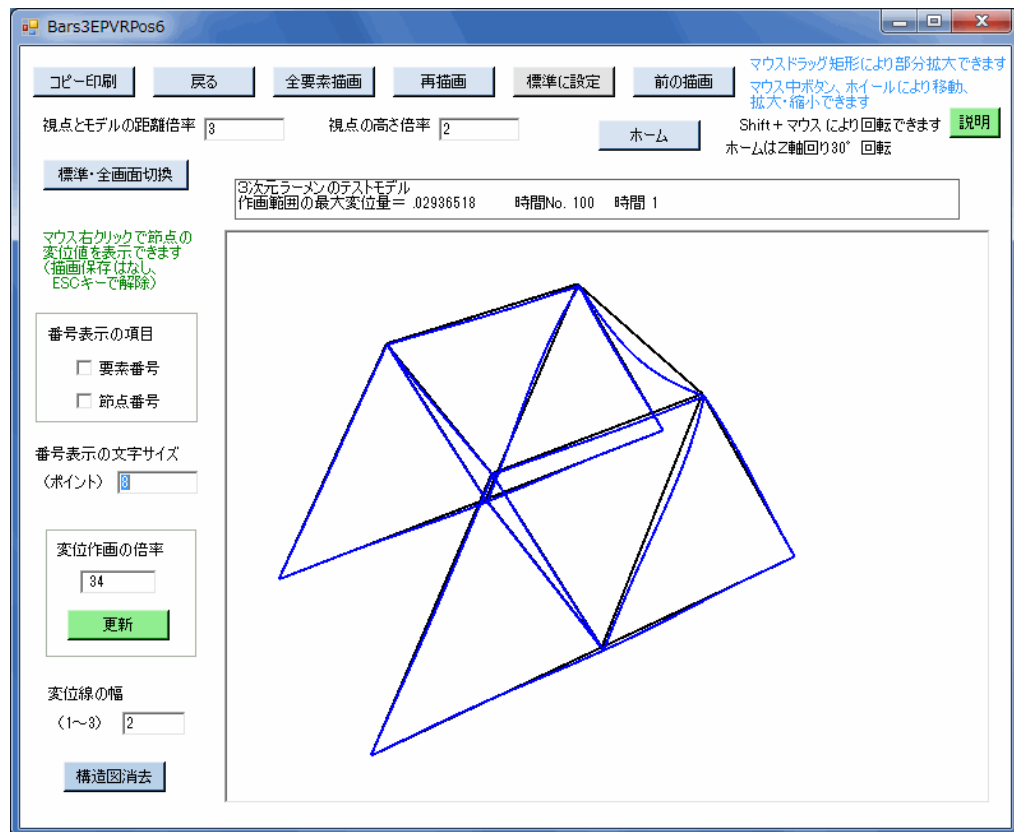 Bars3EPVRPos6
コピー印刷
戻る
全要素描画
再描画
標準に設定
前の描画
マウスドラッグ矩形により部分拡大できます
マウス中ボタン、ホイールにより移動、
拡大・縮小できます
視点とモデルの距離倍率 3
視点の高さ倍率 2
ホーム
Shift+マウスにより回転できます
説明
ホームはZ軸回り30° 回転
標準・全画面切換
3次元ラーメンのテストモデル
作画範囲の最大変位量= .02936518 時間No. 100 時間 1
マウス右クリックで節点の
変位値を表示できます
(描画保存はなし、
ESCキーで解除)
番号表示の項目
要素番号
節点番号
番号表示の文字サイズ
(ポイント) 8
変位作画の倍率
34
更新
変位線の幅
(1~3) 2
構造図消去